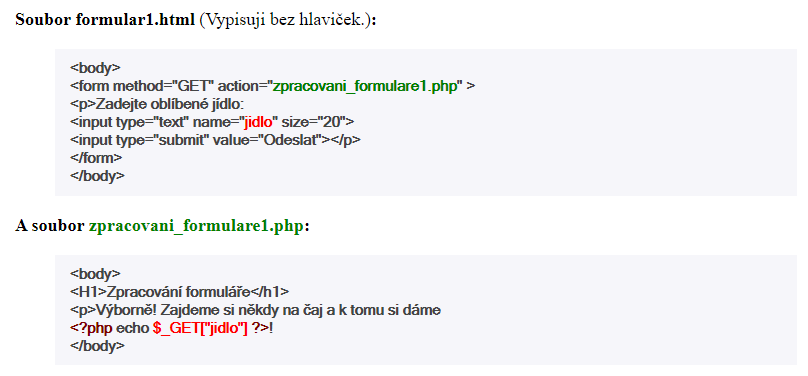 Soubor formular1.html (Vypisuji bez hlaviček.):
<body>
<form method="GET" action="zpracovani_formulare1.php" >
<p>Zadejte oblíbené jídlo:
<input type="text" name="jidlo" size="20">
<input type="submit" value="Odeslat"></p>
</form>
</body>
A soubor zpracovani_formulare1.php:
<body>
<H1>Zpracování formuláře</h1>
<p>Výborně! Zajdeme si někdy na čaj a k tomu si dáme
<?php echo $_GET["jidlo"] ?>!
</body>